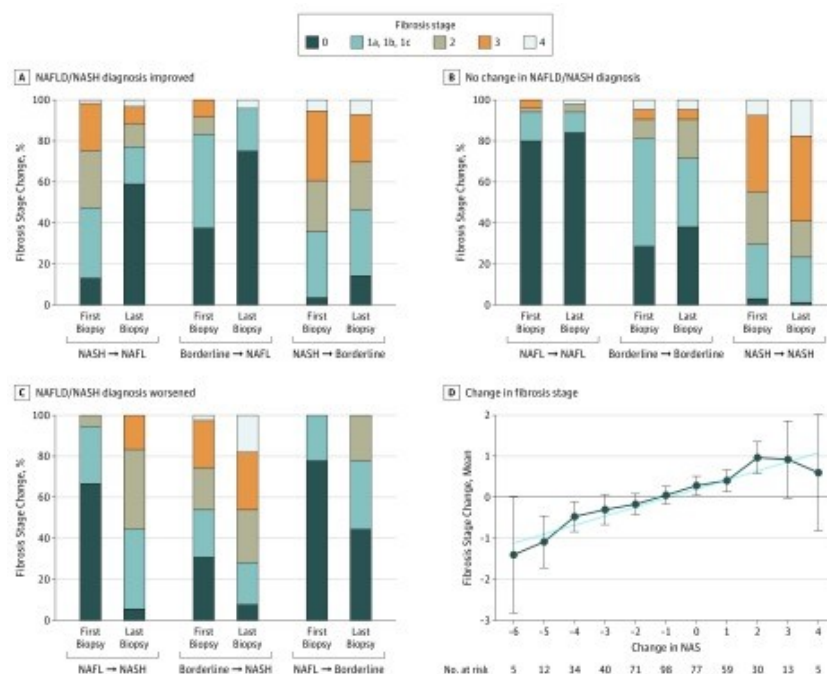 Fibrosis stage
0 1a, 1b, 1c 2 3 4
A NAFLD/NASH diagnosis improved
100
80
60
40
20
0
Fibrosis Stage Change, %
First Biopsy Last Biopsy First Biopsy Last Biopsy First Biopsy Last Biopsy
NASH → NAFL Borderline → NAFL NASH → Borderline
B No change in NAFLD/NASH diagnosis
100
80
60
40
20
0
Fibrosis Stage Change, %
First Biopsy Last Biopsy First Biopsy Last Biopsy First Biopsy Last Biopsy
NAFL → NAFL Borderline → Borderline NASH → NASH
C NAFLD/NASH diagnosis worsened
100
80
60
40
20
0
Fibrosis Stage Change, %
First Biopsy Last Biopsy First Biopsy Last Biopsy First Biopsy Last Biopsy
NAFL → NASH Borderline → NASH NAFL → Borderline
D Change in fibrosis stage
2
1
0
-1
-2
-3
Fibrosis Stage Change, Mean
-6 -5 -4 -3 -2 -1 0 1 2 3 4
Change in NAS
No. at risk 5 12 34 40 71 98 77 59 30 13 5